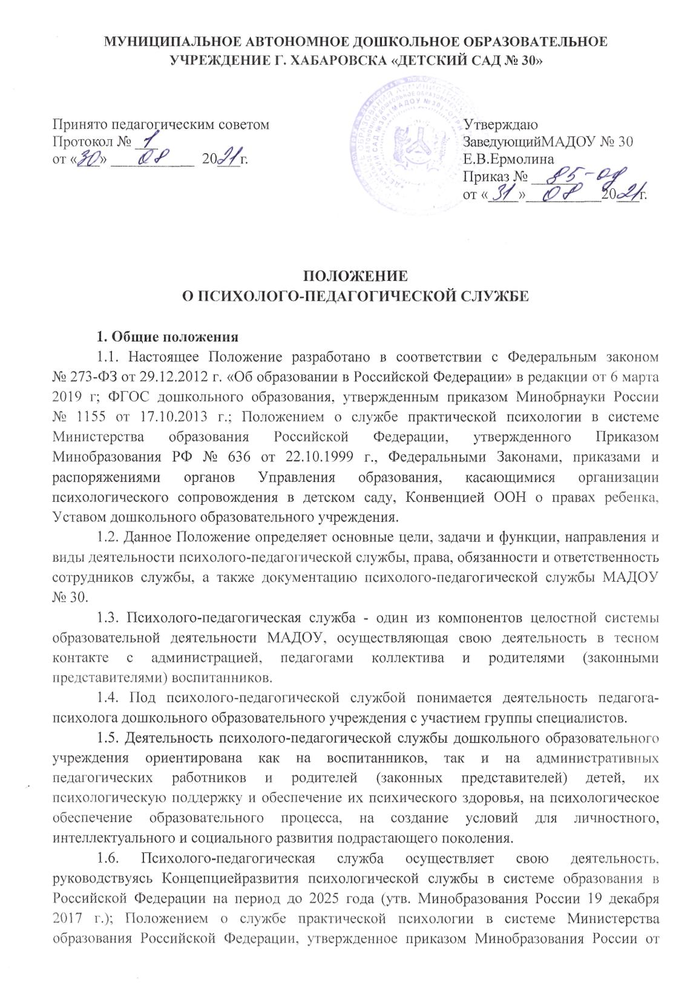 МУНИЦИПАЛЬНОЕ АВТОНОМНОЕ ДОШКОЛЬНОЕ ОБРАЗОВАТЕЛЬНОЕ
УЧРЕЖДЕНИЕ Г. ХАБАРОВСКА «ДЕТСКИЙ САД № 30»
Принято педагогическим советом
Протокол № 1
от «30» 08 2021г.
Утверждаю
ЗаведующийМАДОУ № 30
Е.В.Ермолина
Приказ № 85-од
от «31» 08 2021г.
ПОЛОЖЕНИЕ
О ПСИХОЛОГО-ПЕДАГОГИЧЕСКОЙ СЛУЖБЕ
1. Общие положения
1.1. Настоящее Положение разработано в соответствии с Федеральным законом
№ 273-ФЗ от 29.12.2012 г. «Об образовании в Российской Федерации» в редакции от 6 марта
2019 г; ФГОС дошкольного образования, утвержденным приказом Минобрнауки России
№ 1155 от 17.10.2013 г.; Положением о службе практической психологии в системе
Министерства образования Российской Федерации, утвержденного Приказом
Минобразования РФ № 636 от 22.10.1999 г., Федеральными Законами, приказами и
распоряжениями органов Управления образования, касающимися организации
психологического сопровождения в детском саду, Конвенцией ООН о правах ребенка,
Уставом дошкольного образовательного учреждения.
1.2. Данное Положение определяет основные цели, задачи и функции, направления и
виды деятельности психолого-педагогической службы, права, обязанности и ответственность
сотрудников службы, а также документацию психолого-педагогической службы МАДОУ
№ 30.
1.3. Психолого-педагогическая служба - один из компонентов целостной системы
образовательной деятельности МАДОУ, осуществляющая свою деятельность в тесном
контакте с администрацией, педагогами коллектива и родителями (законными
представителями) воспитанников.
1.4. Под психолого-педагогической службой понимается деятельность педагога-
психолога дошкольного образовательного учреждения с участием группы специалистов.
1.5. Деятельность психолого-педагогической службы дошкольного образовательного
учреждения ориентирована как на воспитанников, так и на административных
педагогических работников и родителей (законных представителей) детей, их
психологическую поддержку и обеспечение их психического здоровья, на психологическое
обеспечение образовательного процесса, на создание условий для личностного,
интеллектуального и социального развития подрастающего поколения.
1.6. Психолого-педагогическая служба осуществляет свою деятельность,
руководствуясь Концепциейразвития психологической службы в системе образования в
Российской Федерации на период до 2025 года (утв. Минобразования России 19 декабря
2017 г.); Положением о службе практической психологии в системе Министерства
образования Российской Федерации, утвержденное приказом Минобразования России от